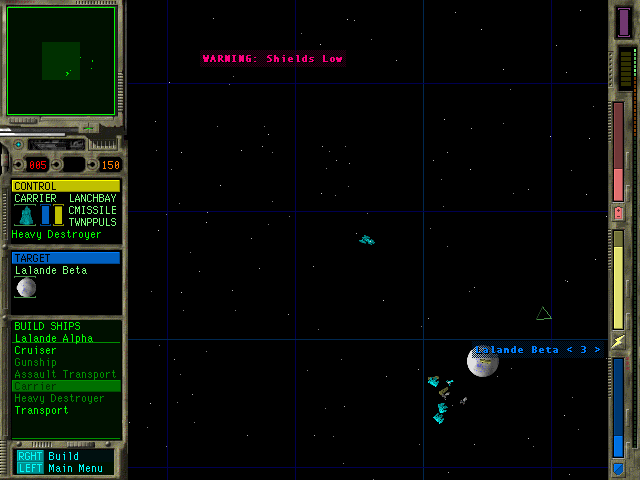 WARNING: Shields Low
005 150
CONTROL
CARRIER LANCHBAY
CMISSILE
TWNPPULS
Heavy Destroyer
TARGET
Lalande Beta
BUILD SHIPS
Lalande Alpha
Cruiser
Gunship
Assault Transport
Carrier
Heavy Destroyer
Transport
Lalande Beta < 3 >
RGHT Build
LEFT Main Menu